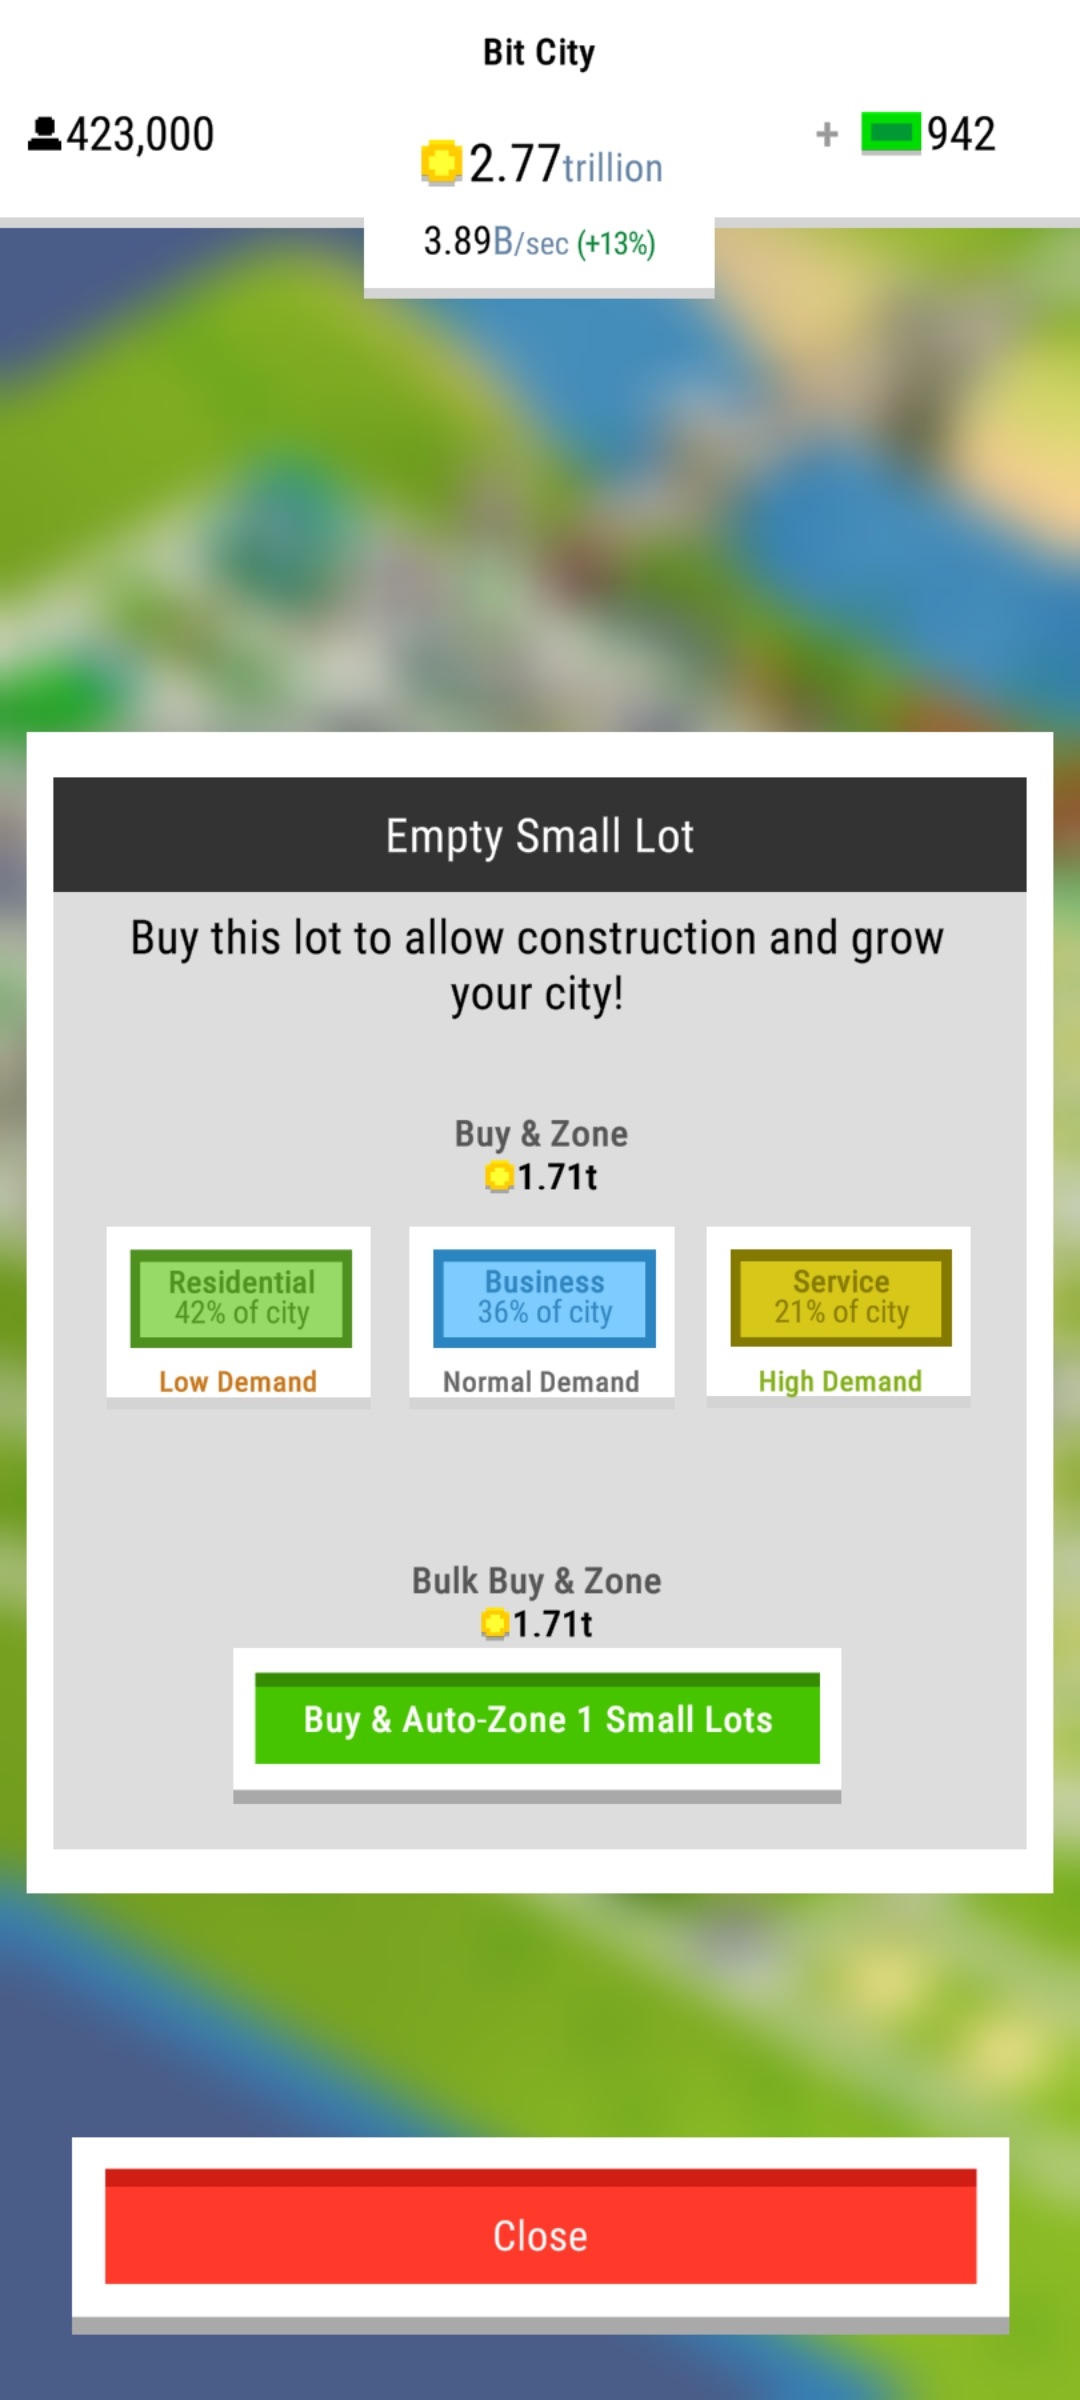 Bit City
423,000
2.77trillion
+ 942
3.89B/sec (+13%)
Empty Small Lot
Buy this lot to allow construction and grow
your city!
Buy & Zone
1.71t
Residential
42% of city
Low Demand
Business
36% of city
Normal Demand
Service
21% of city
High Demand
Bulk Buy & Zone
1.71t
Buy & Auto-Zone 1 Small Lots
Close